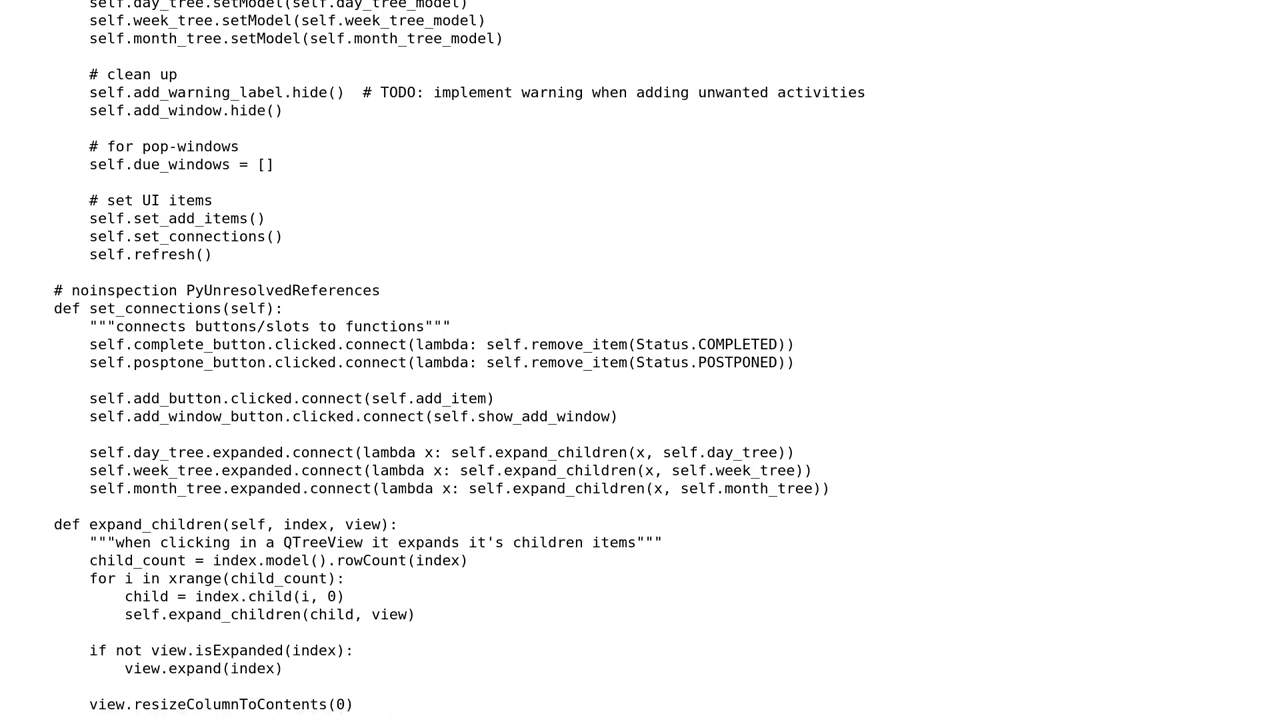 self.day_tree.setModel(self.day_tree_model)
self.week_tree.setModel(self.week_tree_model)
self.month_tree.setModel(self.month_tree_model)
# clean up
self.add_warning_label.hide()  # TODO: implement warning when adding unwanted activities
self.add_window.hide()
# for pop-windows
self.due_windows = []
# set UI items
self.set_add_items()
self.set_connections()
self.refresh()
# noinspection PyUnresolvedReferences
def set_connections(self):
"""connects buttons/slots to functions"""
self.complete_button.clicked.connect(lambda: self.remove_item(Status.COMPLETED))
self.posptone_button.clicked.connect(lambda: self.remove_item(Status.POSTPONED))
self.add_button.clicked.connect(self.add_item)
self.add_window_button.clicked.connect(self.show_add_window)
self.day_tree.expanded.connect(lambda x: self.expand_children(x, self.day_tree))
self.week_tree.expanded.connect(lambda x: self.expand_children(x, self.week_tree))
self.month_tree.expanded.connect(lambda x: self.expand_children(x, self.month_tree))
def expand_children(self, index, view):
"""when clicking in a QTreeView it expands it's children items"""
child_count = index.model().rowCount(index)
for i in xrange(child_count):
child = index.child(i, 0)
self.expand_children(child, view)
if not view.isExpanded(index):
view.expand(index)
view.resizeColumnToContents(0)